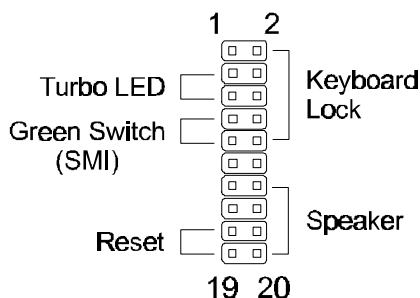 1 2
Turbo LED
Keyboard
Lock
Green Switch
(SMI)
Speaker
Reset
19 20